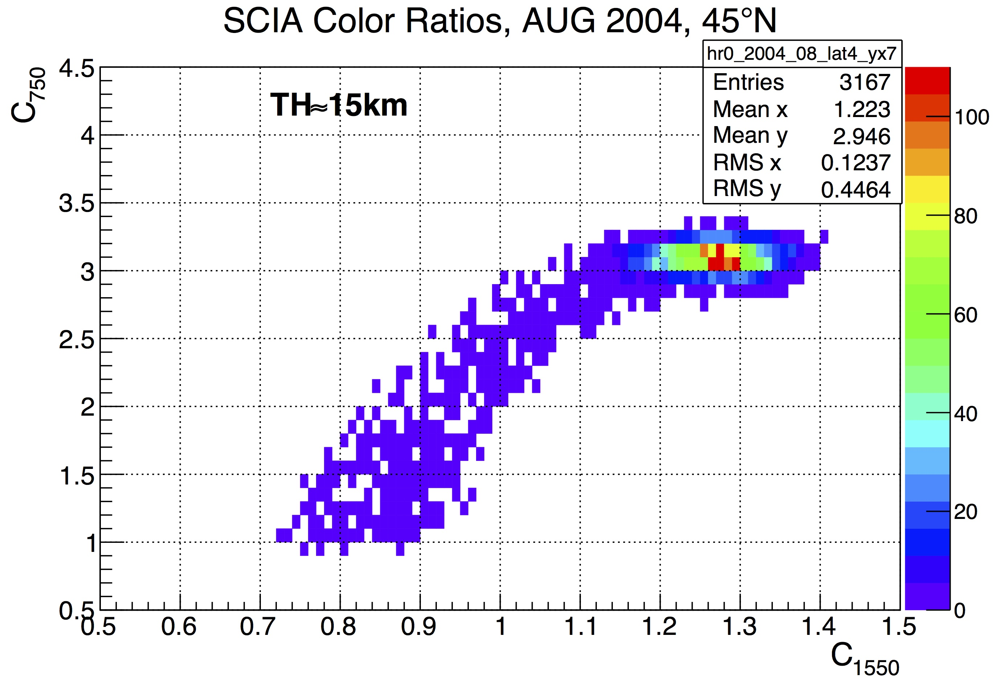 SCIA Color Ratios, AUG 2004, 45°N
hr0_2004_08_lat4_yx7
Entries 3167
Mean x 1.223
Mean y 2.946
RMS x 0.1237
RMS y 0.4464
TH≈15km
C750
4.5
4
3.5
3
2.5
2
1.5
1
0.5
0.5 0.6 0.7 0.8 0.9 1 1.1 1.2 1.3 1.4 1.5
C1550
100
80
60
40
20
0